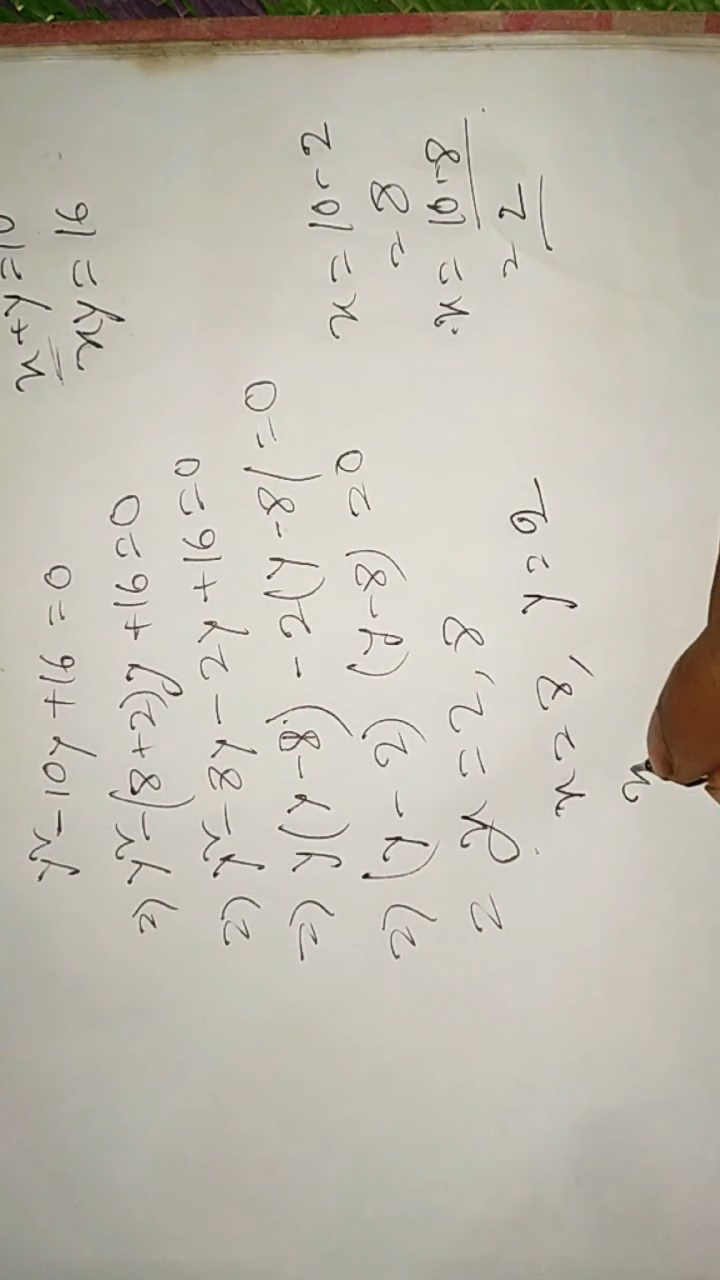 y² - 10y + 16 = 0
⇒ y² - (8+2)y + 16 = 0
⇒ y² - 8y - 2y + 16 = 0
⇒ y(y - 8) - 2(y - 8) = 0
⇒ (y - 2) (y - 8) = 0
∴ y = 2, 8
x = 8, y = 2
x
x + y = 10
xy = 16
x = 10 - 2
= 8
x = 10 - 8
= 2